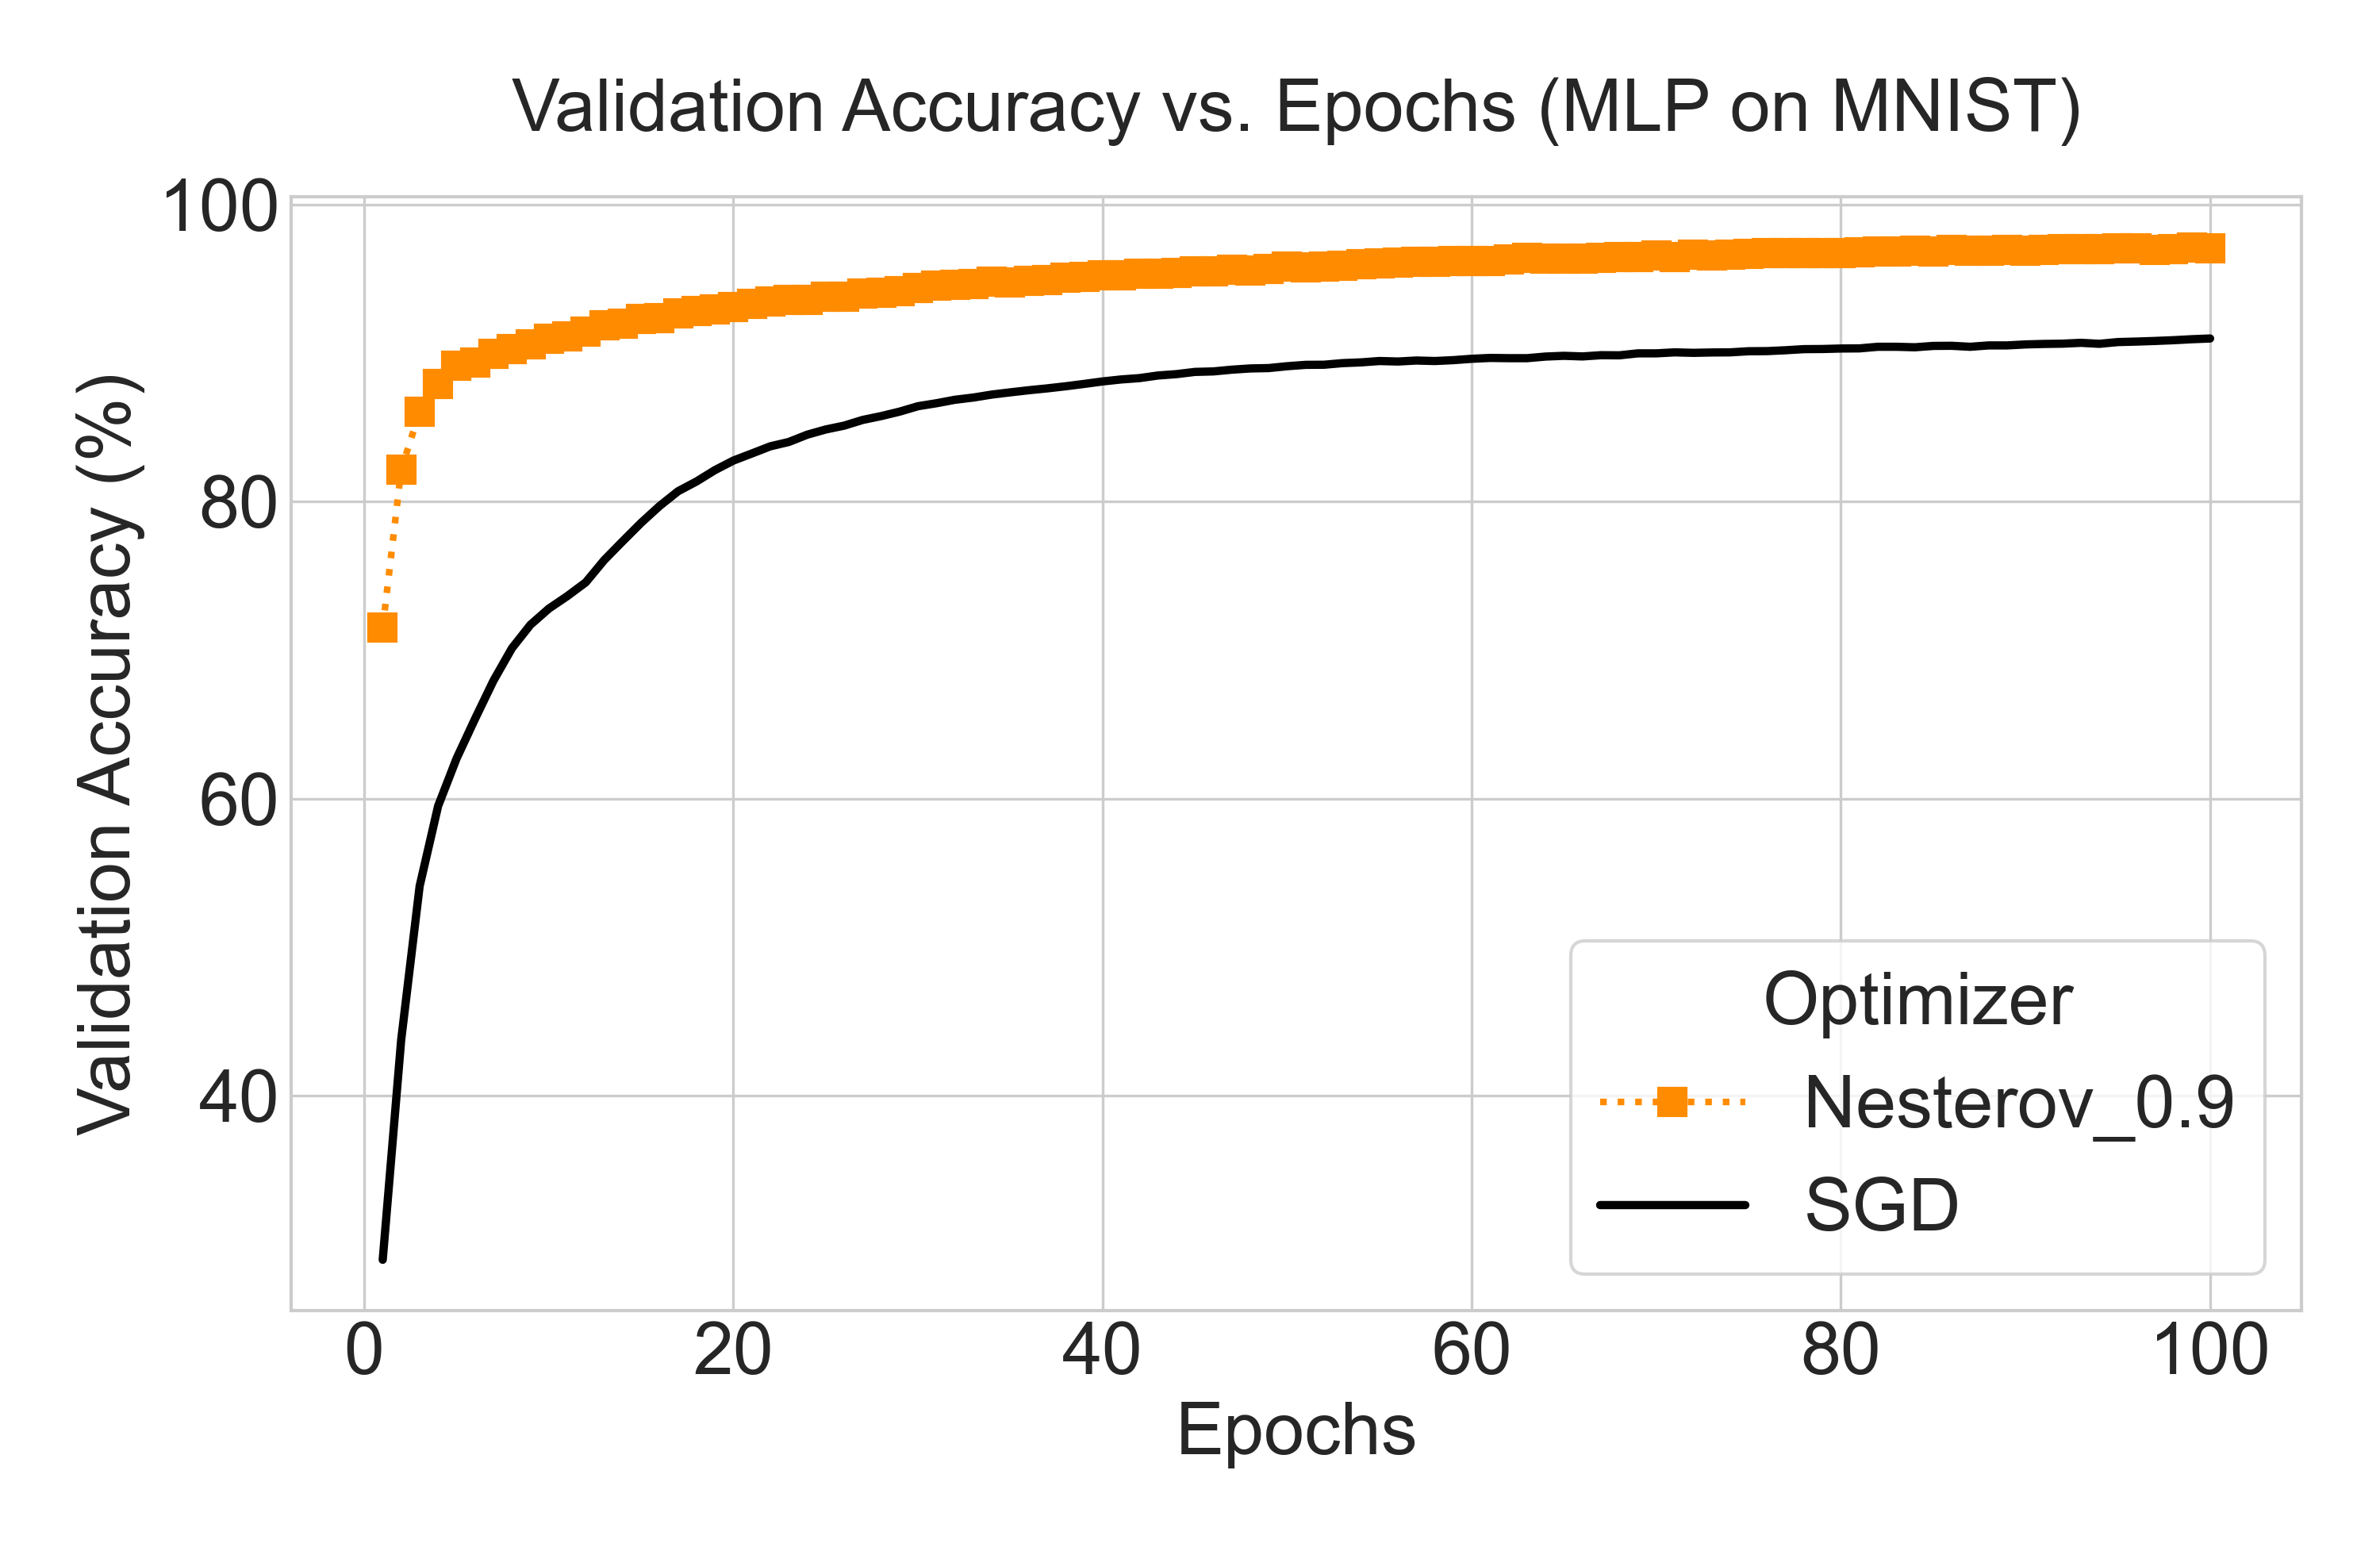 Validation Accuracy vs. Epochs (MLP on MNIST)
Validation Accuracy (%)
100
80
60
40
0 20 40 60 80 100
Epochs
Optimizer
Nesterov_0.9
SGD